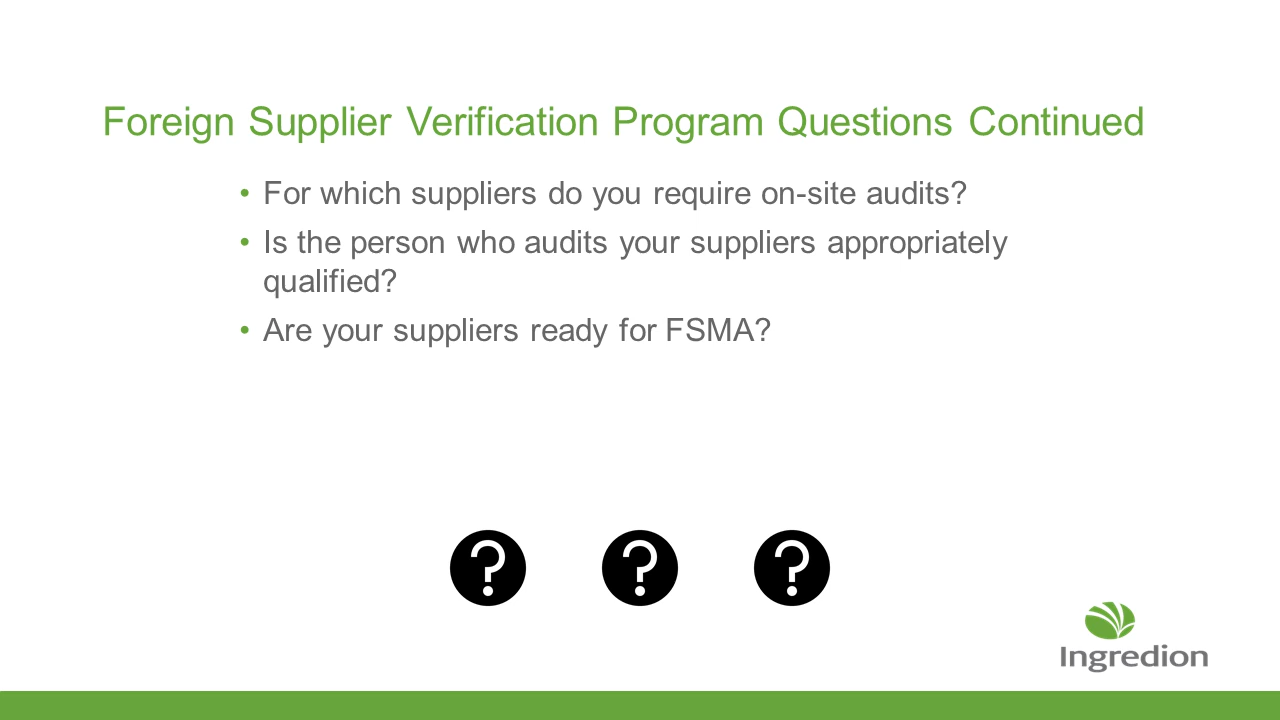 Foreign Supplier Verification Program Questions Continued
• For which suppliers do you require on-site audits?
• Is the person who audits your suppliers appropriately
qualified?
• Are your suppliers ready for FSMA?
? ? ?
Ingredion